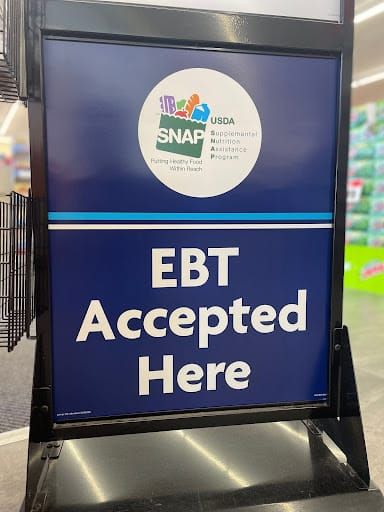 SNAP
Putting Healthy Food
Within Reach
USDA
Supplemental
Nutrition
Assistance
Program
EBT
Accepted
Here